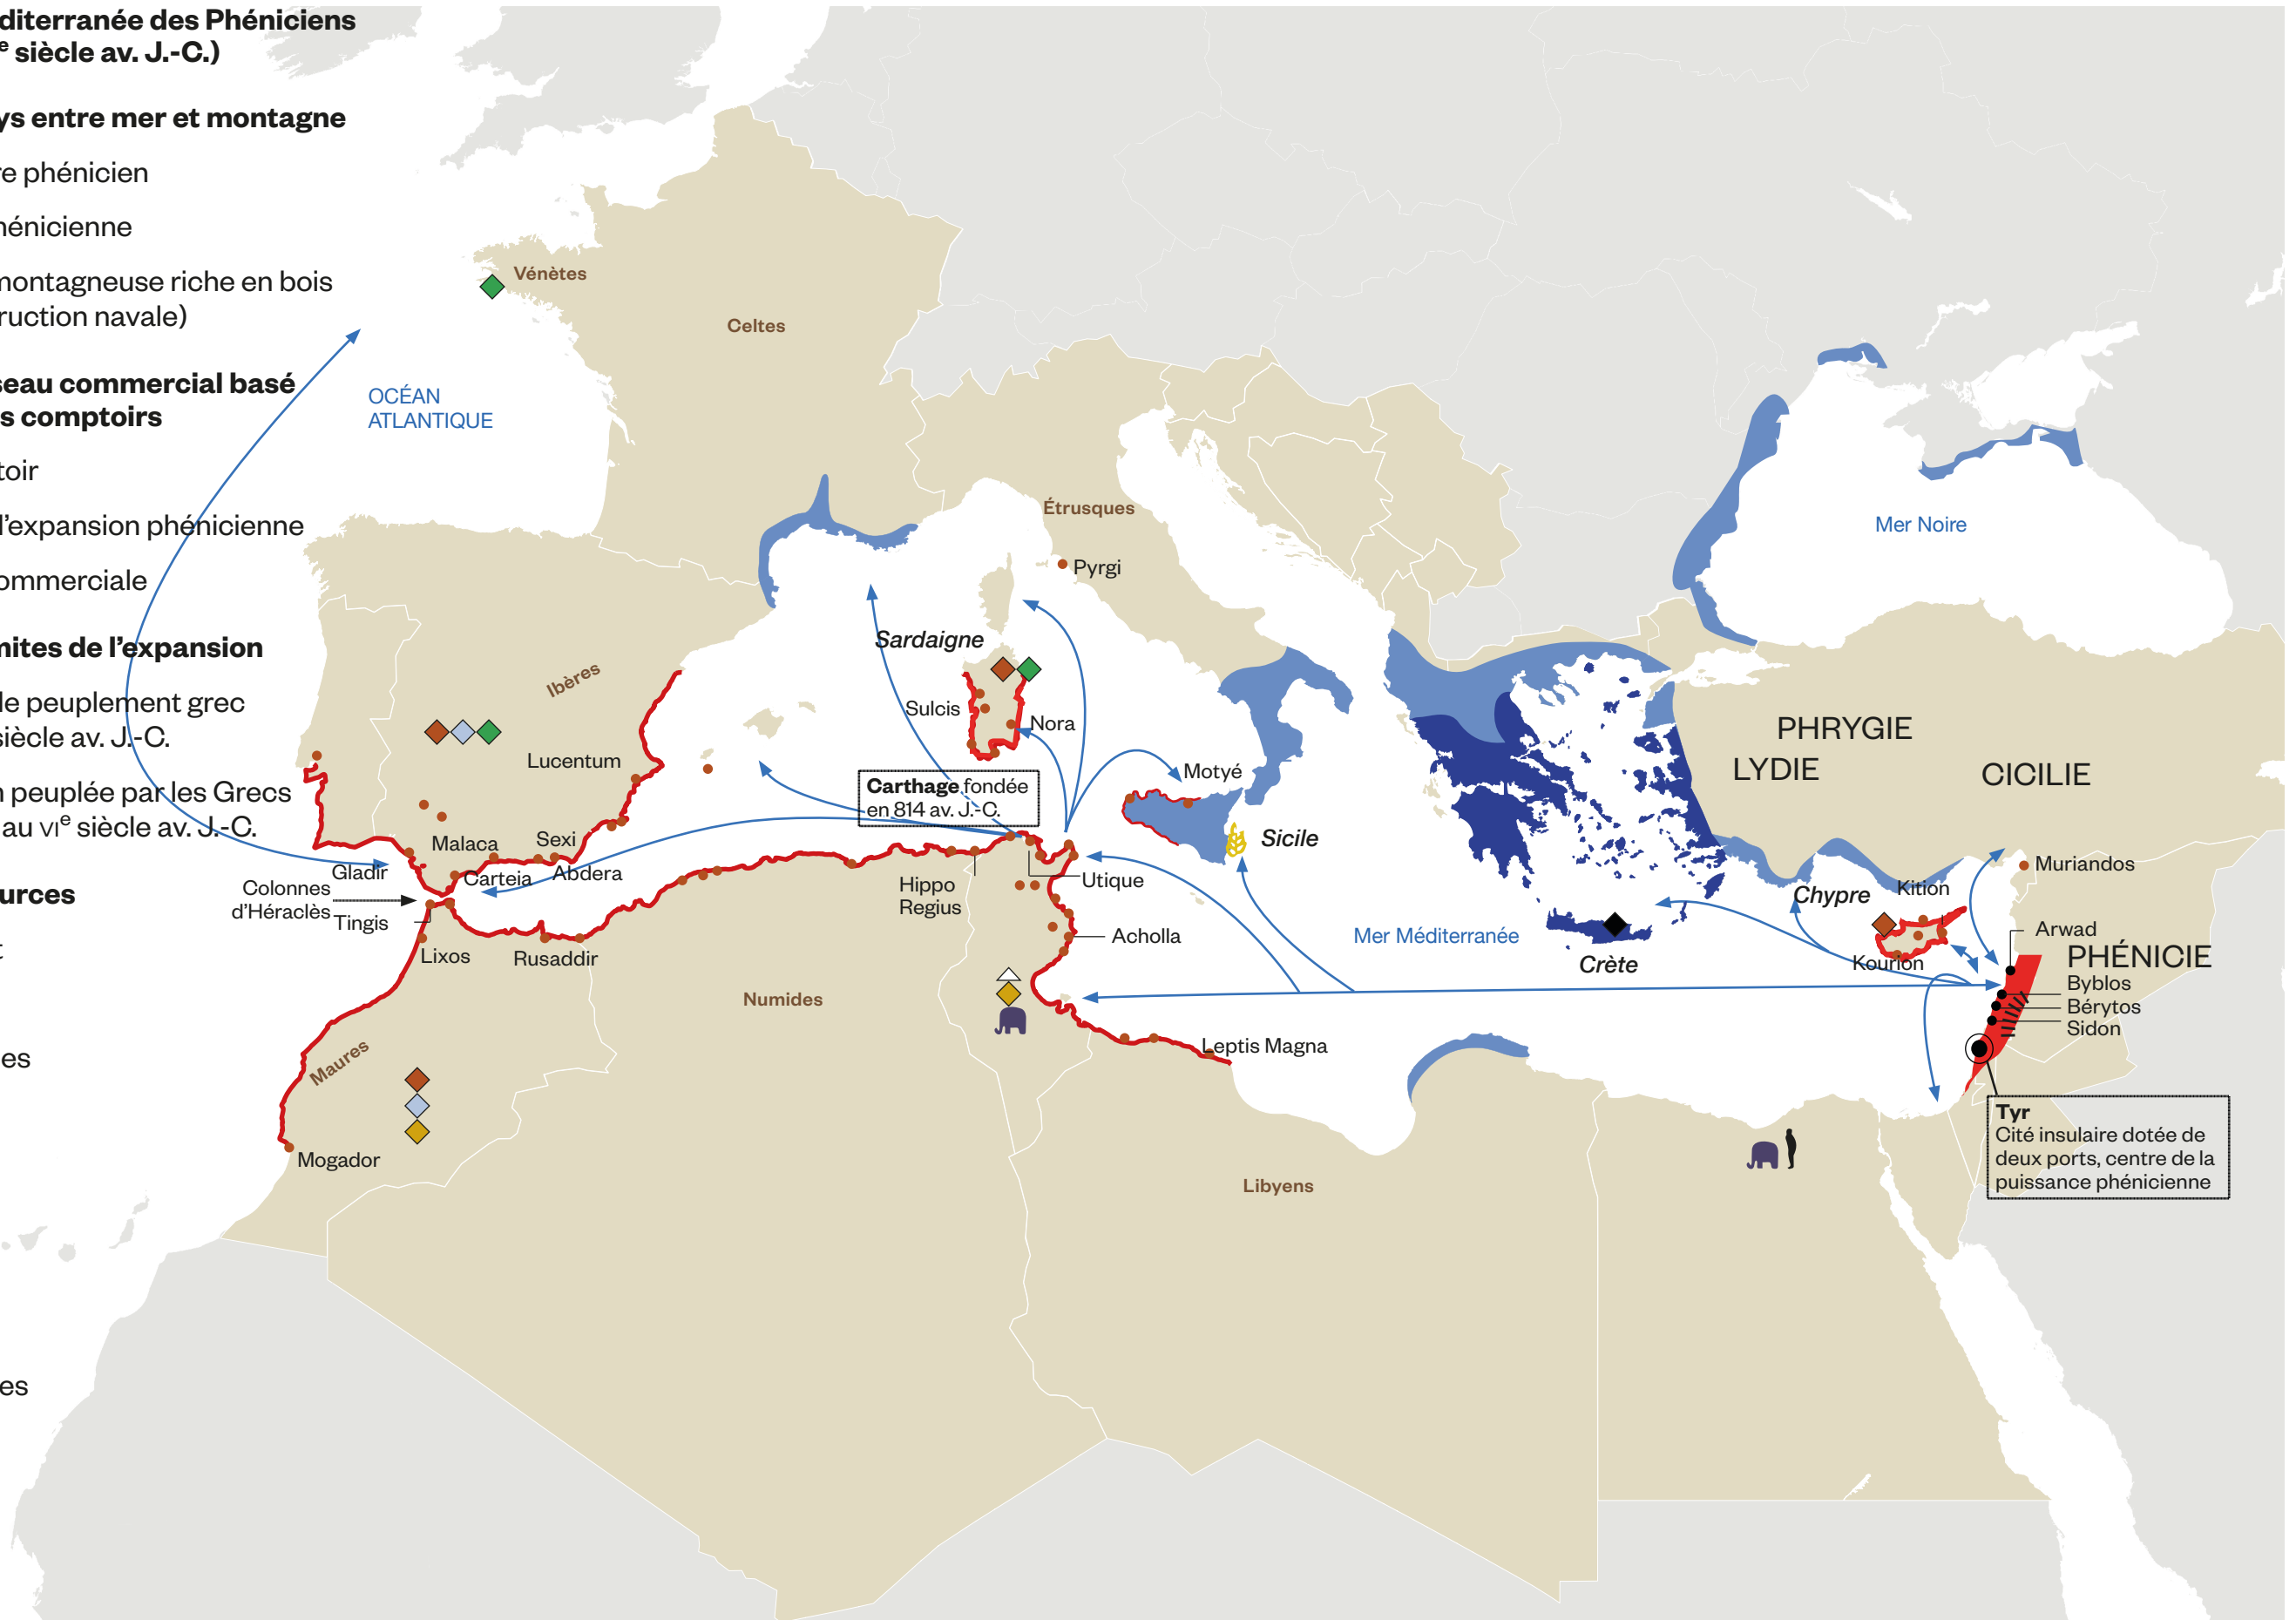 diterranée des Phéniciens
e siècle av. J.-C.)
ys entre mer et montagne
e phénicien
hénicienne
montagneuse riche en bois
ruction navale)
seau commercial basé
s comptoirs
toir
l'expansion phénicienne
ommerciale
mites de l'expansion
le peuplement grec
siècle av. J.-C.
n peuplée par les Grecs
au VIe siècle av. J.-C.
urces
t
es
es
Vénètes
Celtes
OCÉAN
ATLANTIQUE
Étrusques
Pyrgi
Mer Noire
Sardaigne
Ibères
Sulcis
Nora
Lucentum
PHRYGIE
LYDIE
CICILIE
Motyé
Carthage fondée
en 814 av. J.-C.
Sicile
Malaca
Sexi
Gladir
Carteia
Abdera
Colonnes
d'Héraclès
Tingis
Hippo
Regius
Utique
Muriandos
Chypre
Kition
Lixos
Rusaddir
Acholla
Mer Méditerranée
Crète
Kourion
Arwad
PHÉNICIE
Byblos
Bérytos
Sidon
Numides
Leptis Magna
Maures
Mogador
Libyens
Tyr
Cité insulaire dotée de
deux ports, centre de la
puissance phénicienne